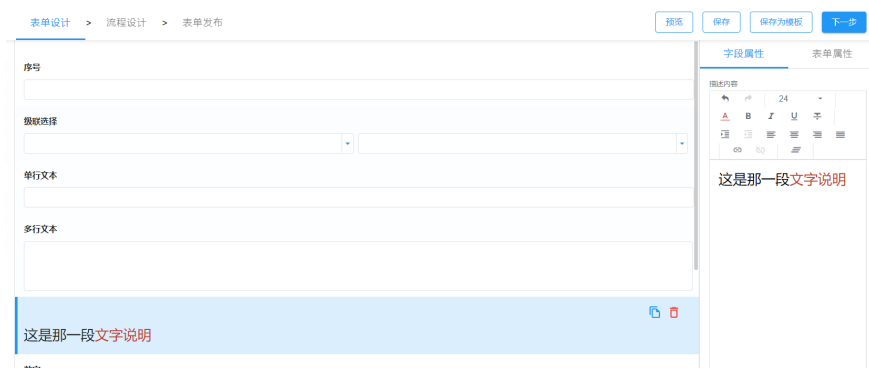 表单设计 > 流程设计 > 表单发布
预览 保存 保存为模板 下一步
序号
级联选择
单行文本
多行文本
这是那一段文字说明
字段属性 表单属性
描述内容
24
A B I U T
这是那一段文字说明